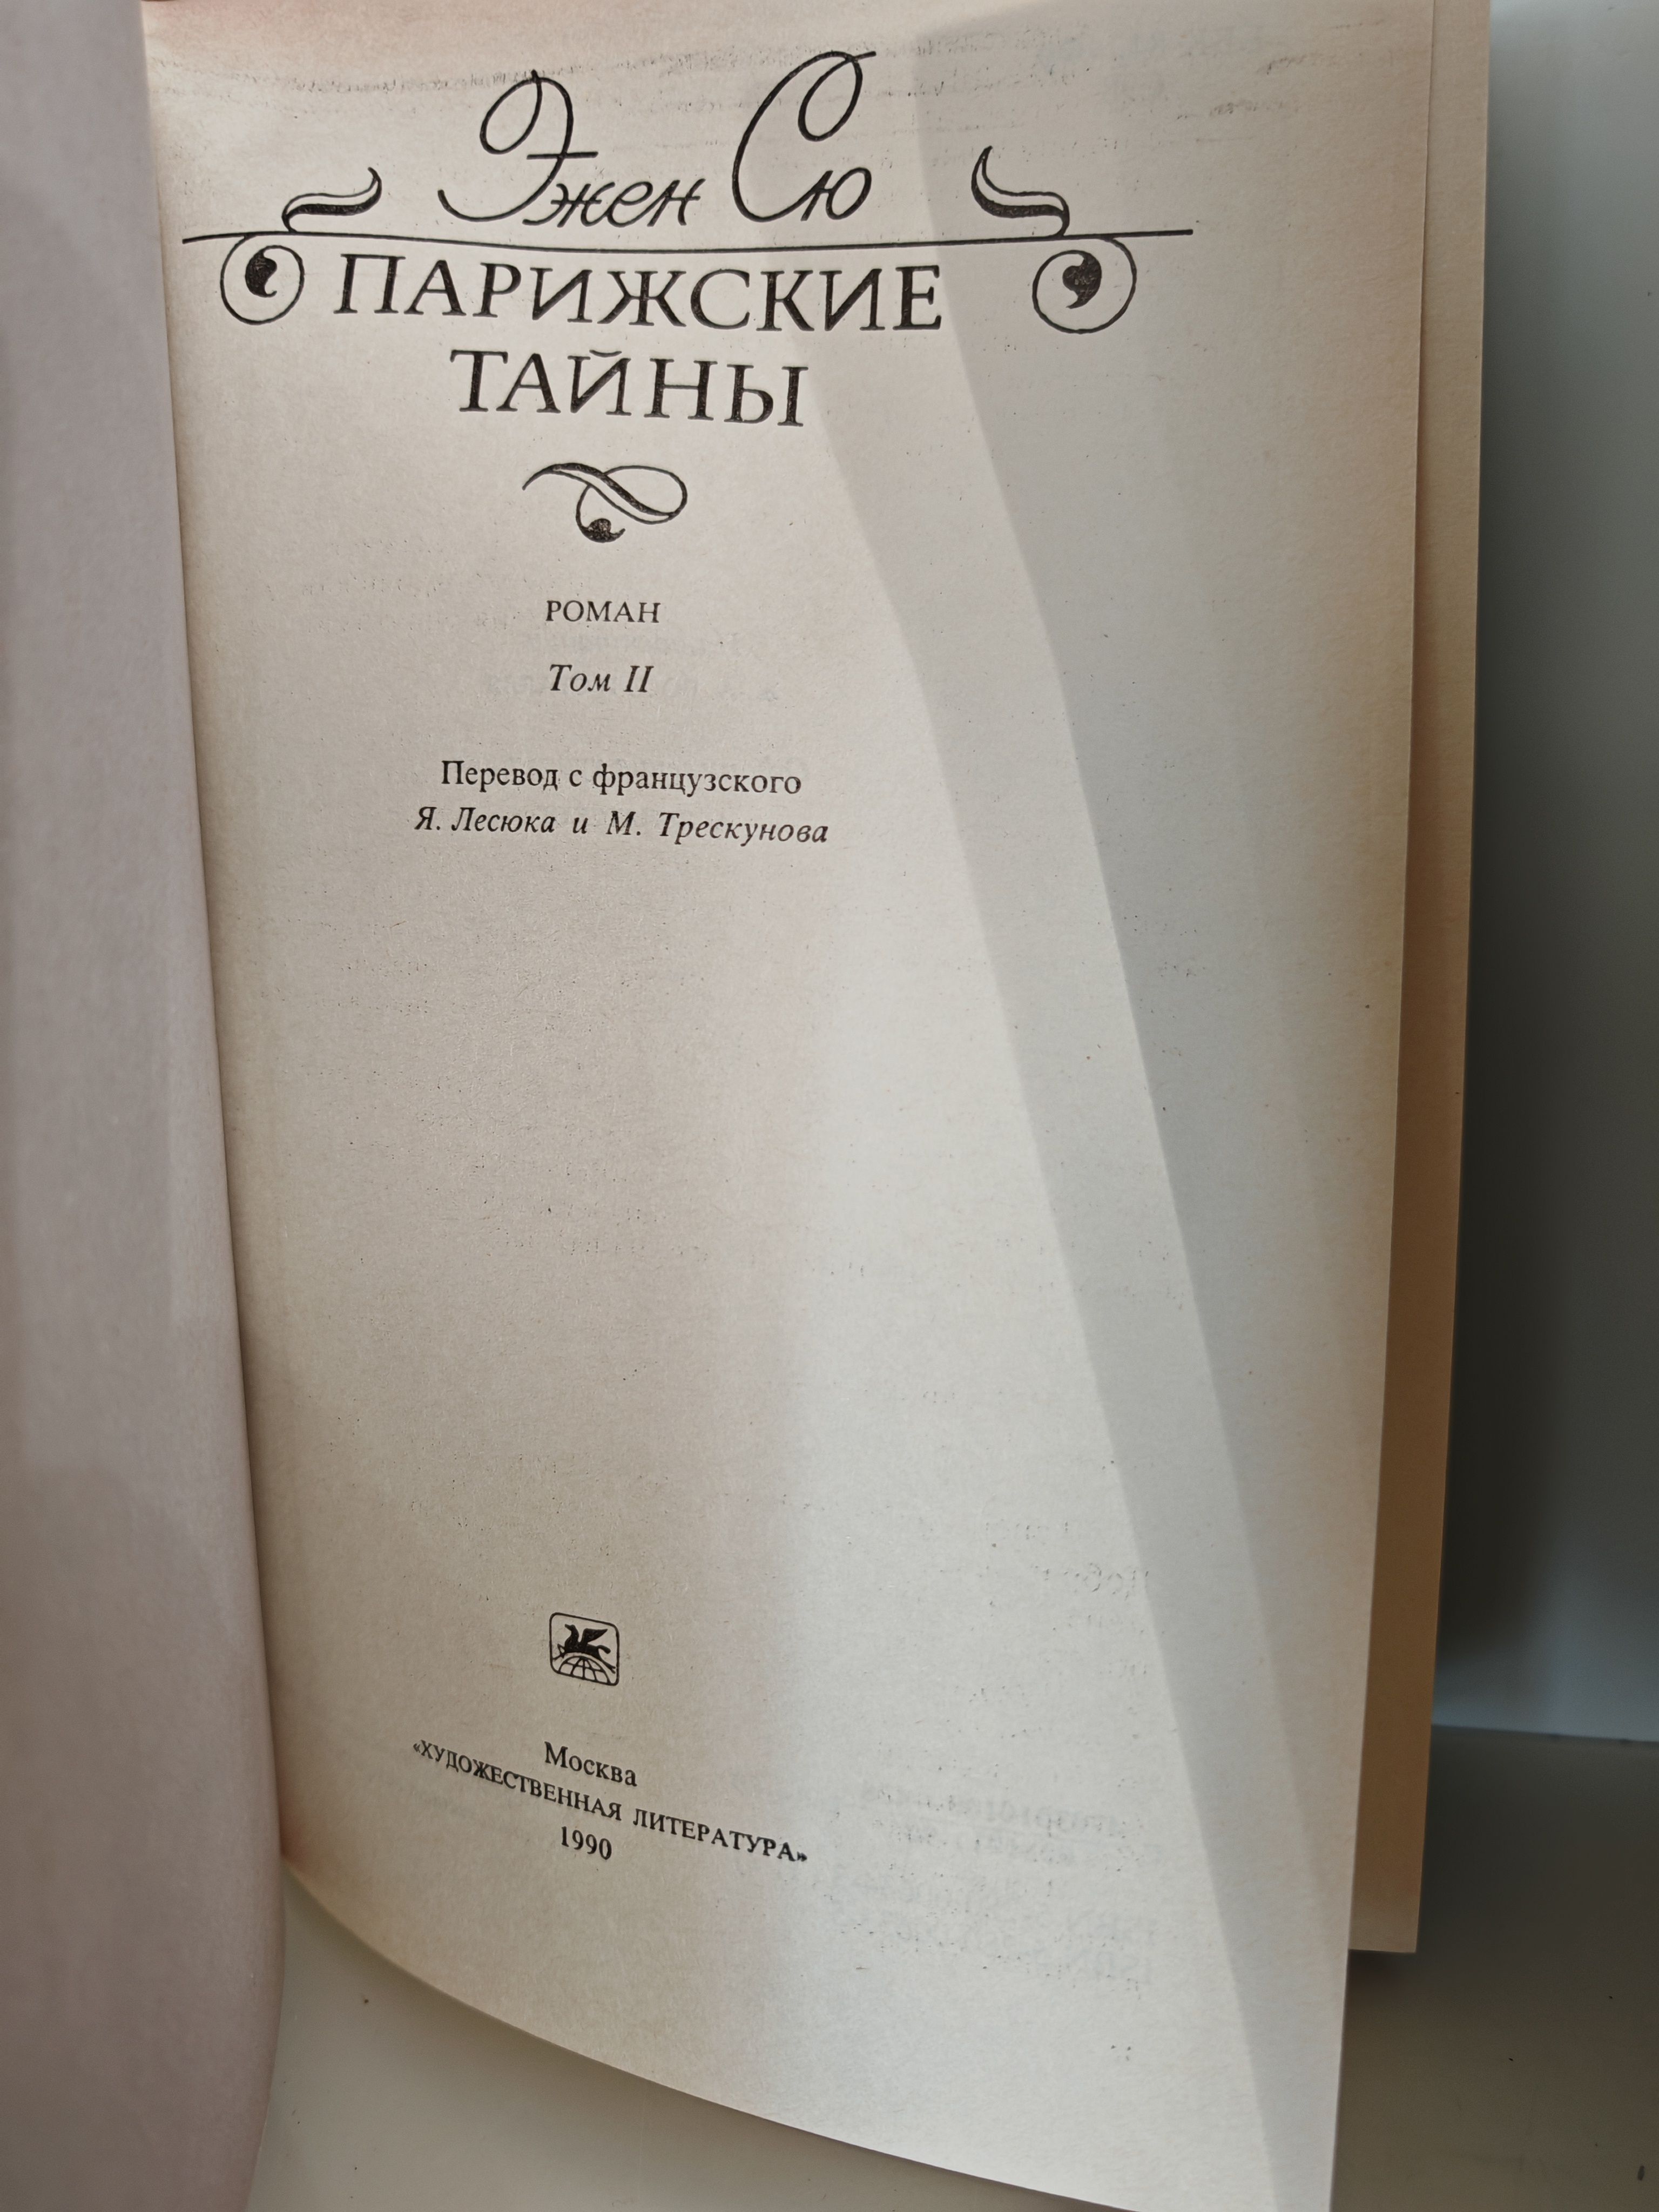 Эжен Сю
ПАРИЖСКИЕ
ТАЙНЫ
РОМАН
Том II
Перевод с французского
Я. Лесюка и М. Трескунова
Москва
«ХУДОЖЕСТВЕННАЯ ЛИТЕРАТУРА»
1990